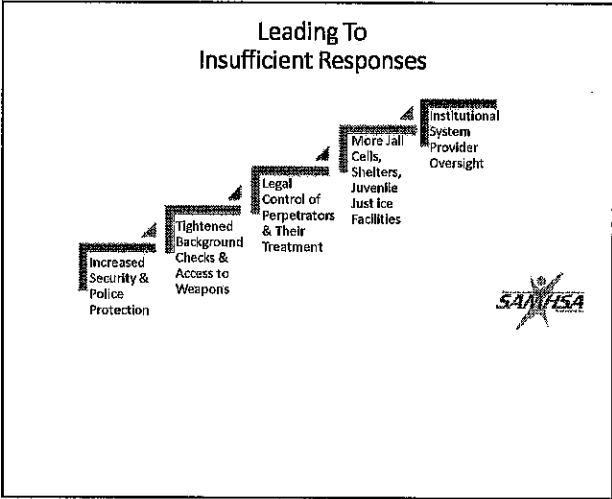 Leading To
Insufficient Responses
Increased
Security &
Police
Protection
Tightened
Background
Checks &
Access to
Weapons
Legal
Control of
Perpetrators
& Their
Treatment
More Jail
Cells,
Shelters,
Juvenile
Just ice
Facilities
Institutional
System
Provider
Oversight
SAMHSA